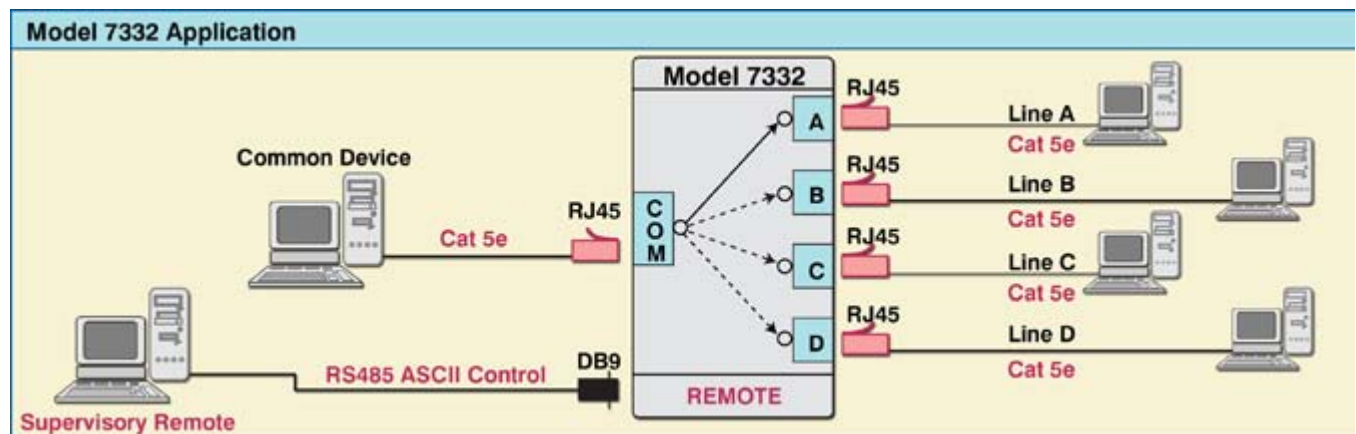 Model 7332 Application
Common Device
Cat 5e
RJ45
Supervisory Remote
RS485 ASCII Control
DB9
Model 7332
COM
A
B
C
D
REMOTE
RJ45
Line A
Cat 5e
RJ45
Line B
Cat 5e
RJ45
Line C
Cat 5e
RJ45
Line D
Cat 5e